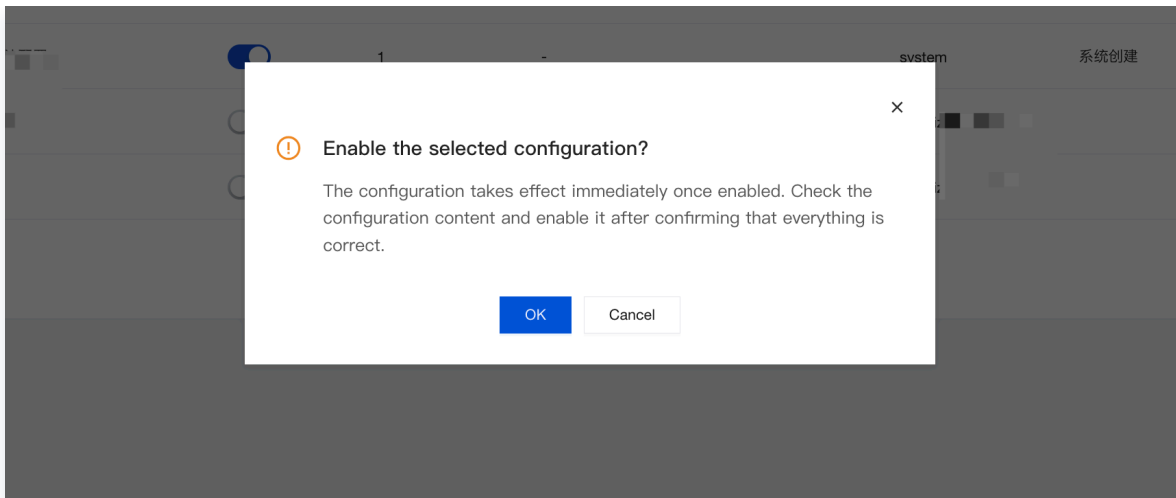 1 - system 系统创建
Enable the selected configuration?
The configuration takes effect immediately once enabled. Check the
configuration content and enable it after confirming that everything is
correct.
OK Cancel